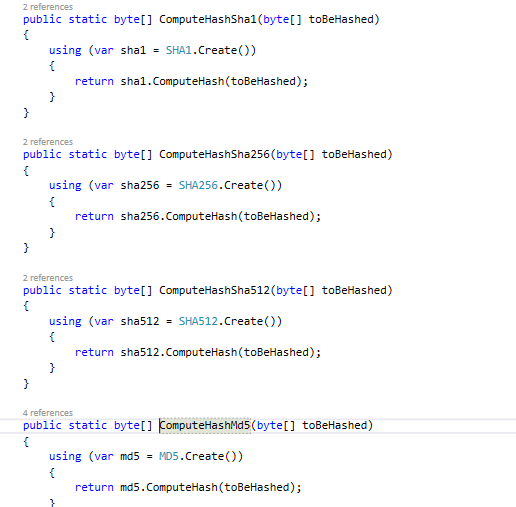 2 references
public static byte[] ComputeHashSha1(byte[] toBeHashed)
{
    using (var sha1 = SHA1.Create())
    {
        return sha1.ComputeHash(toBeHashed);
    }
}
2 references
public static byte[] ComputeHashSha256(byte[] toBeHashed)
{
    using (var sha256 = SHA256.Create())
    {
        return sha256.ComputeHash(toBeHashed);
    }
}
2 references
public static byte[] ComputeHashSha512(byte[] toBeHashed)
{
    using (var sha512 = SHA512.Create())
    {
        return sha512.ComputeHash(toBeHashed);
    }
}
4 references
public static byte[] ComputeHashMd5(byte[] toBeHashed)
{
    using (var md5 = MD5.Create())
    {
        return md5.ComputeHash(toBeHashed);
    }